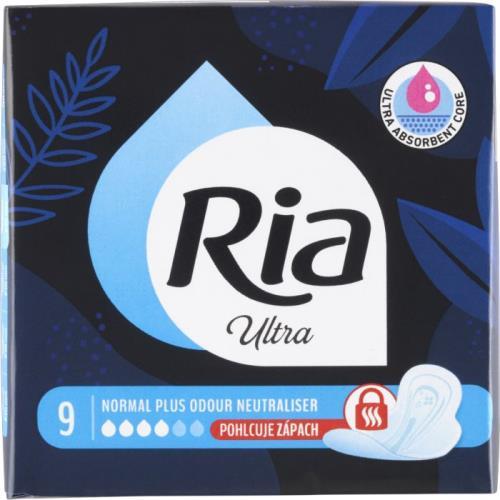 ULTRA ABSORBENT CORE
Ria
Ultra
9
NORMAL PLUS ODOUR NEUTRALISER
POHLCUJE ZÁPACH